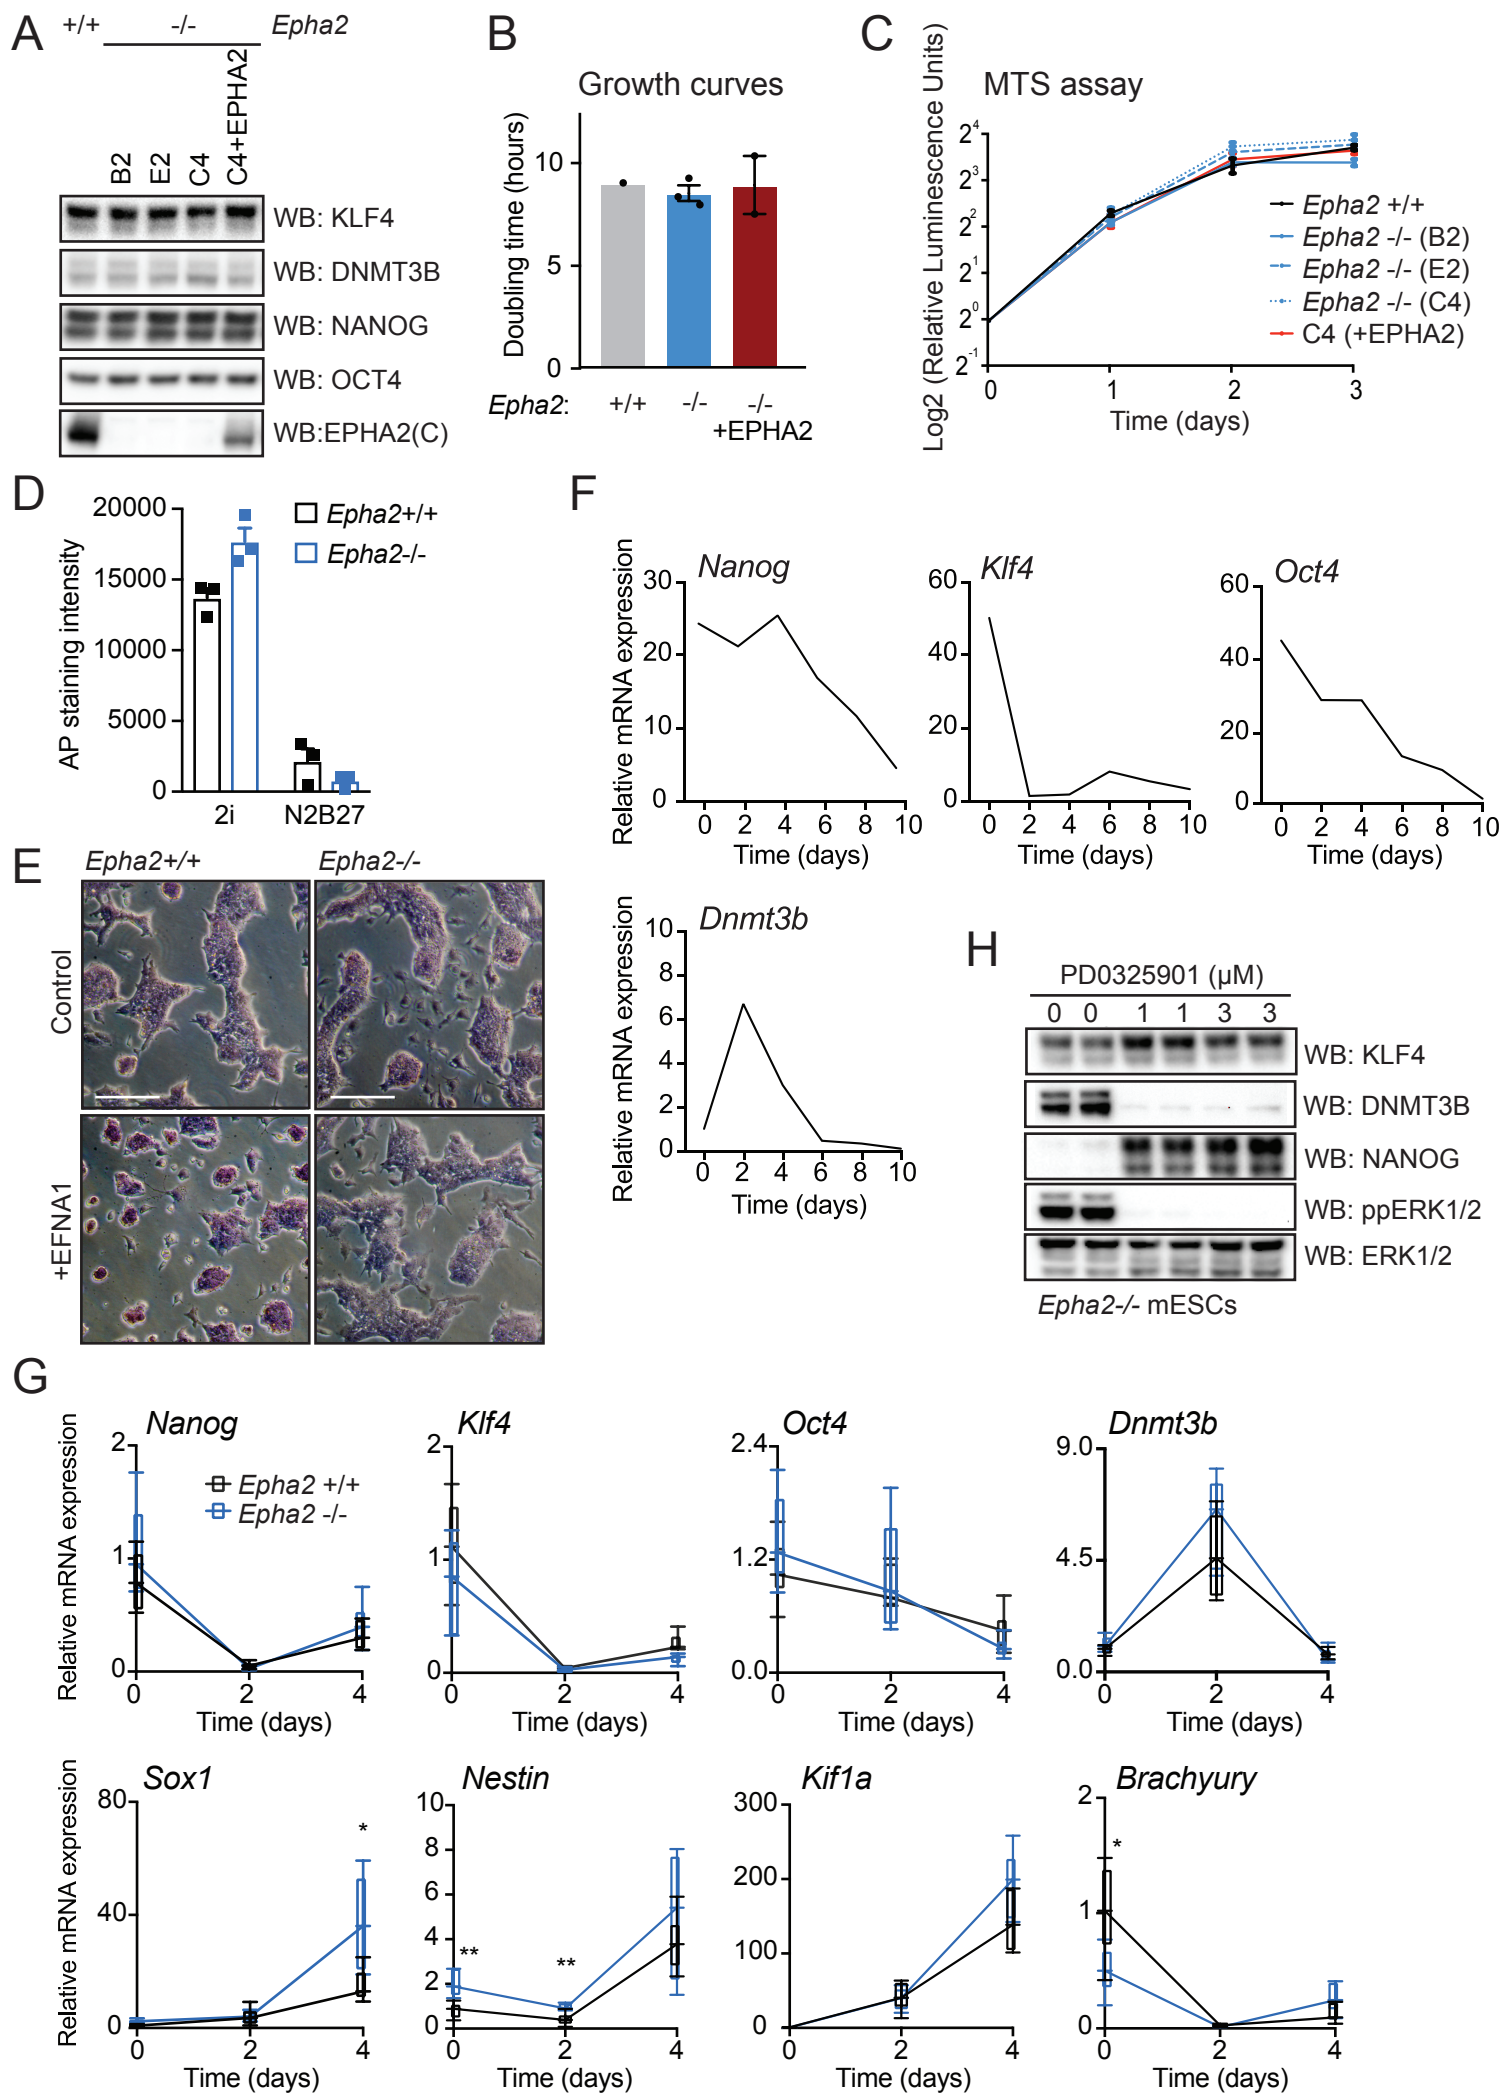 A
+/+ -/- Epha2
B2 E2 C4 C4+EPHA2
WB: KLF4
WB: DNMT3B
WB: NANOG
WB: OCT4
WB:EPHA2(C)
B
Growth curves
Doubling time (hours)
10
5
0
Epha2: +/+ -/- -/-
+EPHA2
C
MTS assay
Log2 (Relative Luminescence Units)
2^4
2^3
2^2
2^1
2^0
2^-1
0 1 2 3
Time (days)
Epha2 +/+
Epha2 -/- (B2)
Epha2 -/- (E2)
Epha2 -/- (C4)
C4 (+EPHA2)
D
AP staining intensity
20000
15000
10000
5000
0
2i N2B27
Epha2+/+
Epha2-/-
E
Epha2+/+ Epha2-/-
Control
+EFNA1
F
Relative mRNA expression
Nanog
30
20
10
0
0 2 4 6 8 10
Time (days)
Klf4
60
40
20
0
0 2 4 6 8 10
Time (days)
Oct4
60
40
20
0
0 2 4 6 8 10
Time (days)
Relative mRNA expression
Dnmt3b
10
8
6
4
2
0
0 2 4 6 8 10
Time (days)
H
PD0325901 (µM)
0 0 1 1 3 3
WB: KLF4
WB: DNMT3B
WB: NANOG
WB: ppERK1/2
WB: ERK1/2
Epha2-/- mESCs
G
Relative mRNA expression
Nanog
2
1
0
0 2 4
Time (days)
Epha2 +/+
Epha2 -/-
Klf4
2
1
0
0 2 4
Time (days)
Oct4
2.4
1.2
0.0
0 2 4
Time (days)
Dnmt3b
9.0
4.5
0.0
0 2 4
Time (days)
Relative mRNA expression
Sox1
80
40
0
*
0 2 4
Time (days)
Nestin
10
8
6
4
2
0
** **
0 2 4
Time (days)
Kif1a
300
200
100
0
0 2 4
Time (days)
Brachyury
2
1
0
*
0 2 4
Time (days)